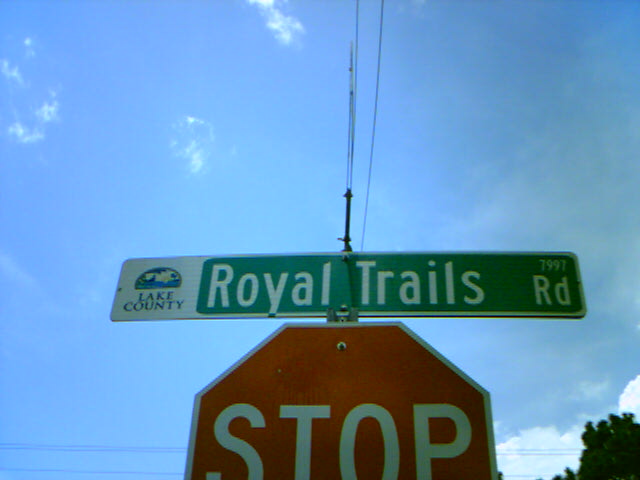 LAKE
COUNTY
Royal Trails Rd
7997
STOP